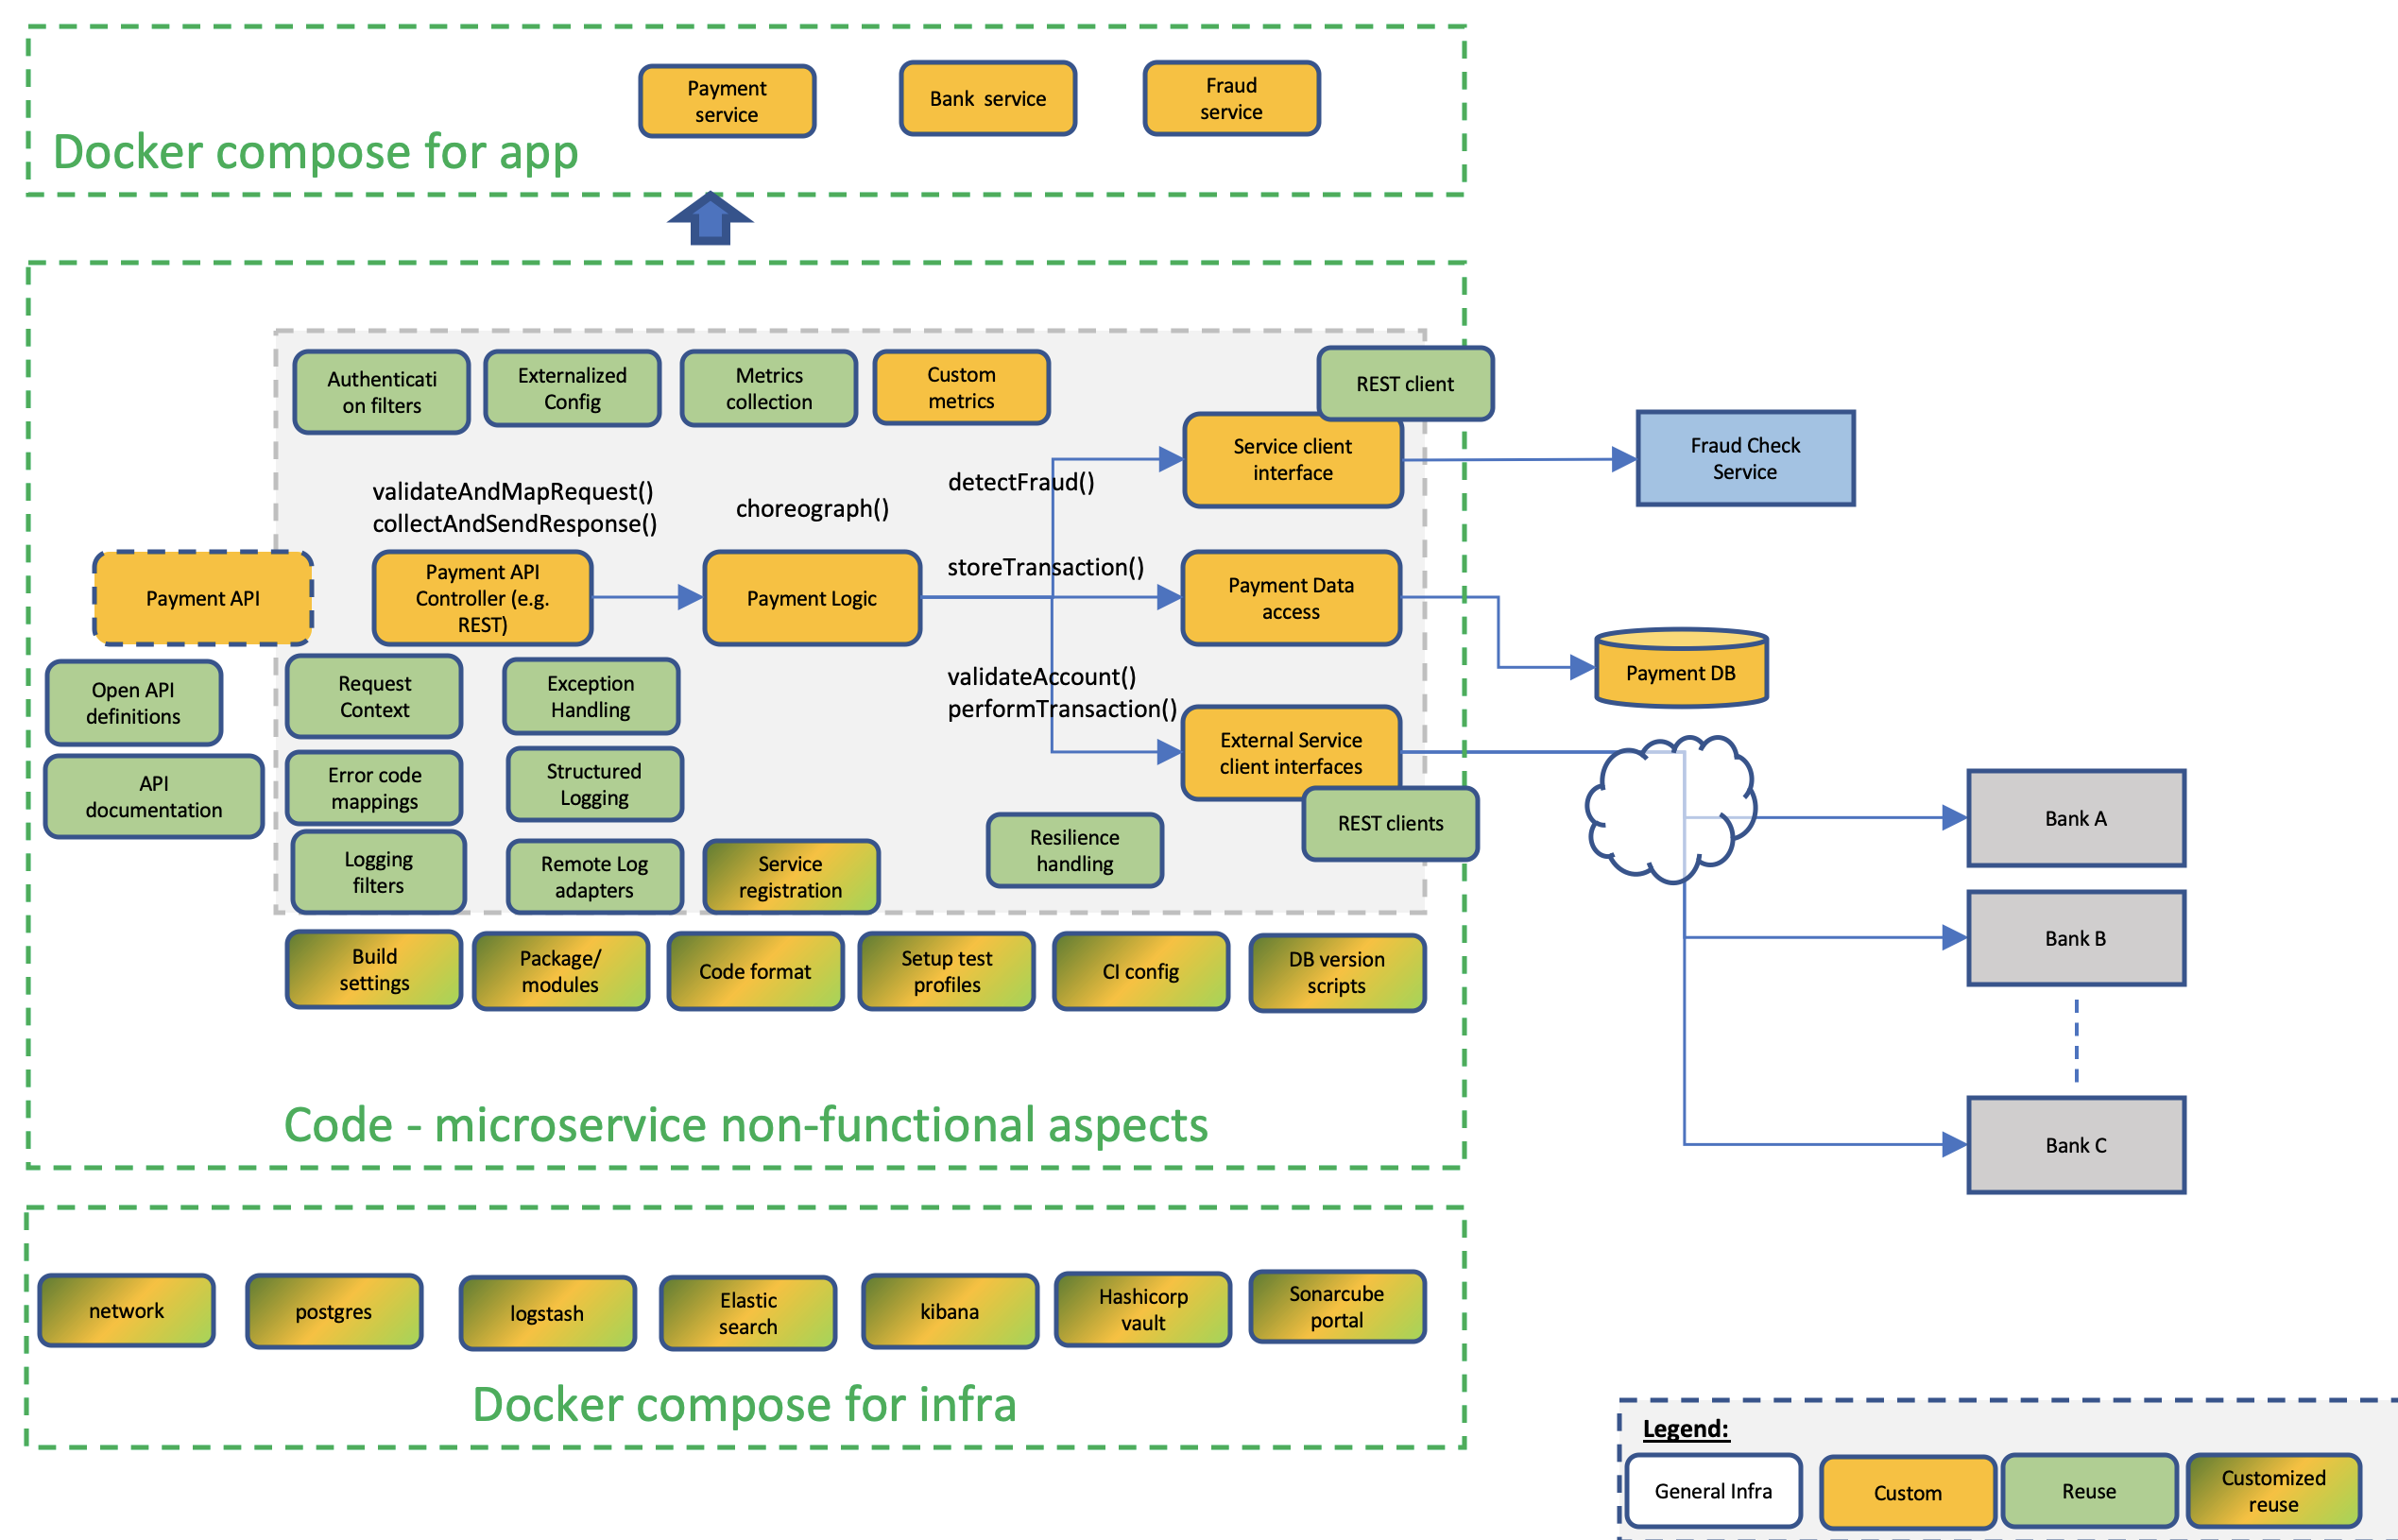 Payment
service
Bank service
Fraud
service
Docker compose for app
Authenticati
on filters
Externalized
Config
Metrics
collection
Custom
metrics
REST client
Service client
interface
Fraud Check
Service
detectFraud()
validateAndMapRequest()
collectAndSendResponse()
choreograph()
Payment API
Payment API
Controller (e.g.
REST)
Payment Logic
storeTransaction()
Payment Data
access
Payment DB
Open API
definitions
Request
Context
Exception
Handling
validateAccount()
performTransaction()
External Service
client interfaces
API
documentation
Error code
mappings
Structured
Logging
REST clients
Bank A
Logging
filters
Remote Log
adapters
Service
registration
Resilience
handling
Bank B
Build
settings
Package/
modules
Code format
Setup test
profiles
CI config
DB version
scripts
Code - microservice non-functional aspects
Bank C
network
postgres
logstash
Elastic
search
kibana
Hashicorp
vault
Sonarcube
portal
Docker compose for infra
Legend:
General Infra
Custom
Reuse
Customized
reuse